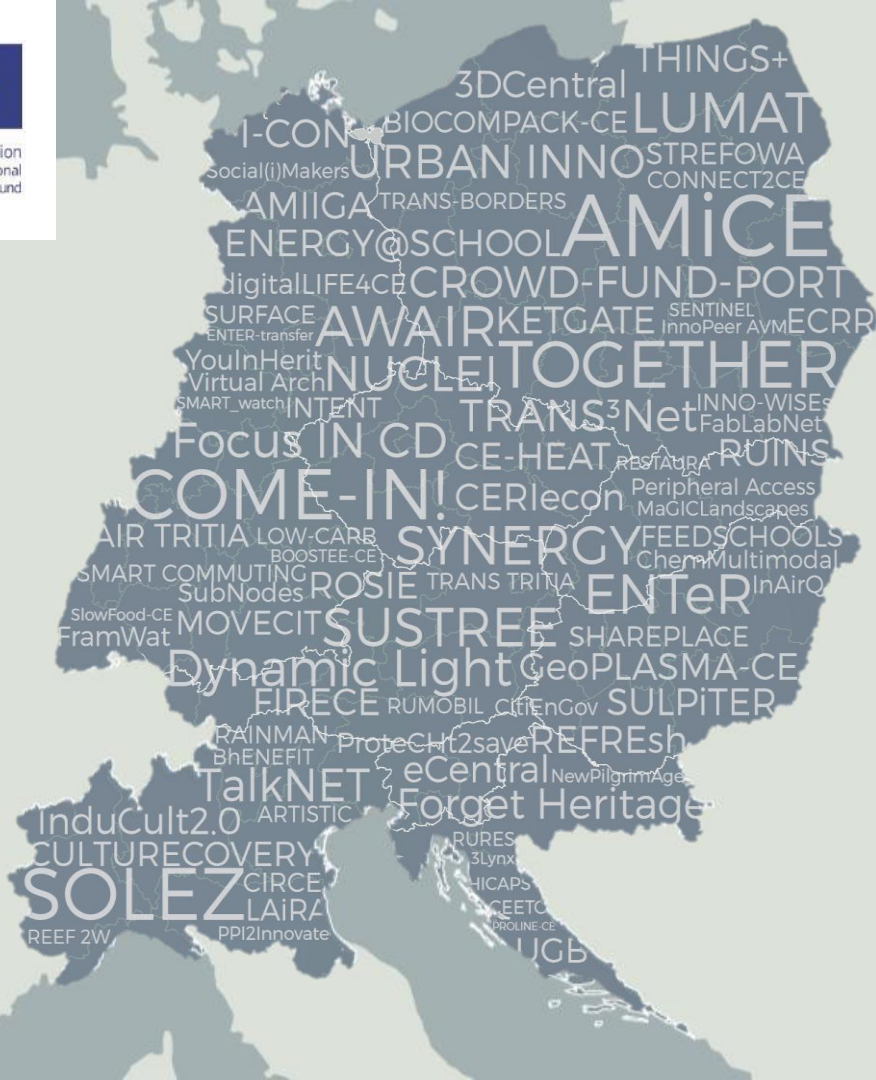 ion
onal
und
THINGS+
3DCentral
I-CON
BIOCOMPACK-CE
LUMAT
Social(i)Makers
URBAN INNO
STREFOWA
CONNECT2CE
AMIIGA
TRANS-BORDERS
AMiCE
ENERGY@SCHOOL
digitalLIFE4CE
CROWD-FUND-PORT
SURFACE
ENTER-transfer
AWAIR
KETGATE
SENTINEL
InnoPeer AVM
ECRR
YouInHerit
Virtual Arch
NUCLEI
TOGETHER
SMART_watch
INTENT
TRANS³Net
INNO-WISEs
FabLabNet
Focus IN CD
CE-HEAT
RESTAURA
RUINS
COME-IN!
CERIecon
Peripheral Access
MaGICLandscapes
AIR TRITIA
LOW-CARB
BOOSTEE-CE
SYNERGY
FEEDSCHOOLS
ChemMultimodal
SMART COMMUTING
SubNodes
ROSIE
TRANS TRITIA
ENTeR
InAirQ
SlowFood-CE
FramWat
MOVECIT
SUSTREE
SHAREPLACE
Dynamic Light
GeoPLASMA-CE
FIRECE
RUMOBIL
CitiEnGov
SULPiTER
RAINMAN
BhENEFIT
ProteCHt2save
REFREsh
TalkNET
eCentral
NewPilgrimAge
InduCult2.0
ARTISTIC
Forget Heritage
CULTURECOVERY
RURES
3Lynx
SOLEZ
CIRCE
HICAPS
LAiRA
CEETO
REEF 2W
PPI2Innovate
PROLINE-CE
UGB